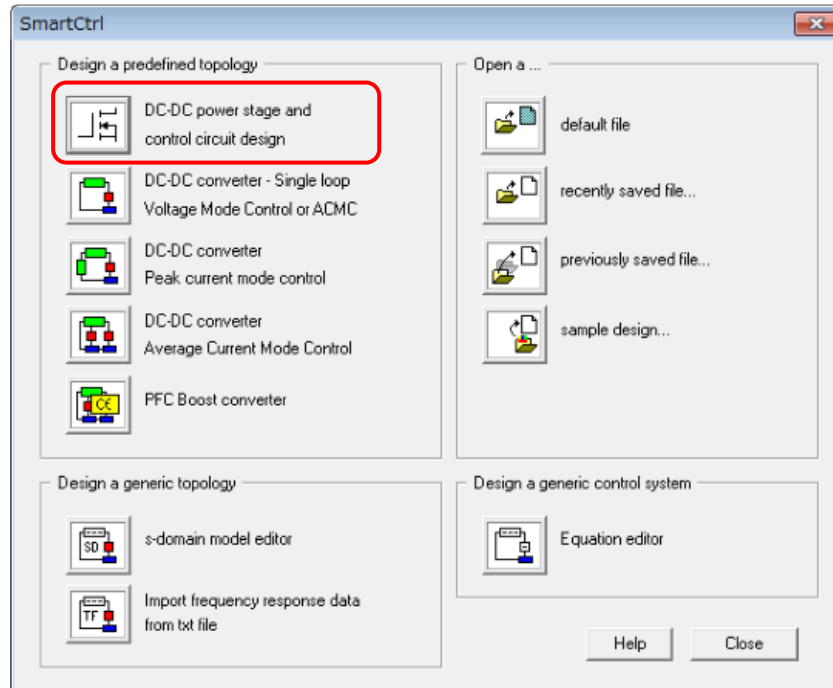 SmartCtrl
Design a predefined topology
DC-DC power stage and
control circuit design
DC-DC converter - Single loop
Voltage Mode Control or ACMC
DC-DC converter
Peak current mode control
DC-DC converter
Average Current Mode Control
CE
PFC Boost converter
Open a ...
default file
recently saved file...
previously saved file...
sample design...
Design a generic topology
SD
s-domain model editor
TF
Import frequency response data
from txt file
Design a generic control system
Equation editor
Help
Close